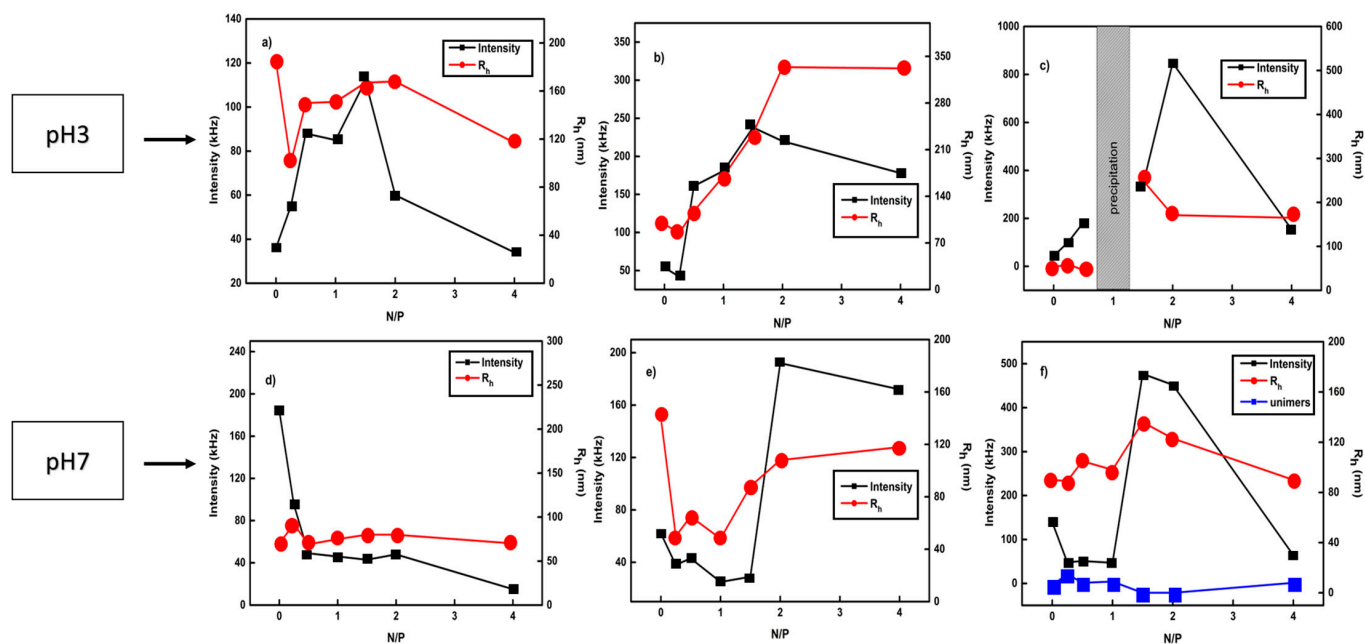 pH3
a)
Intensity
Rh
Intensity (kHz)
140
120
100
80
60
40
20
Rh (nm)
200
160
120
80
40
0
0 1 2 3 4
N/P
b)
Intensity
Rh
Intensity (kHz)
350
300
250
200
150
100
50
Rh (nm)
350
280
210
140
70
0
0 1 2 3 4
N/P
c)
Intensity
Rh
precipitation
Intensity (kHz)
1000
800
600
400
200
0
Rh (nm)
600
500
400
300
200
100
0
0 1 2 3 4
N/P
pH7
d)
Intensity
Rh
Intensity (kHz)
240
200
160
120
80
40
0
Rh (nm)
300
250
200
150
100
50
0
0 1 2 3 4
N/P
e)
Intensity
Rh
Intensity (kHz)
200
160
120
80
40
Rh (nm)
200
160
120
80
40
0
0 1 2 3 4
N/P
f)
Intensity
Rh
unimers
Intensity (kHz)
500
400
300
200
100
0
Rh (nm)
200
160
120
80
40
0
0 1 2 3 4
N/P